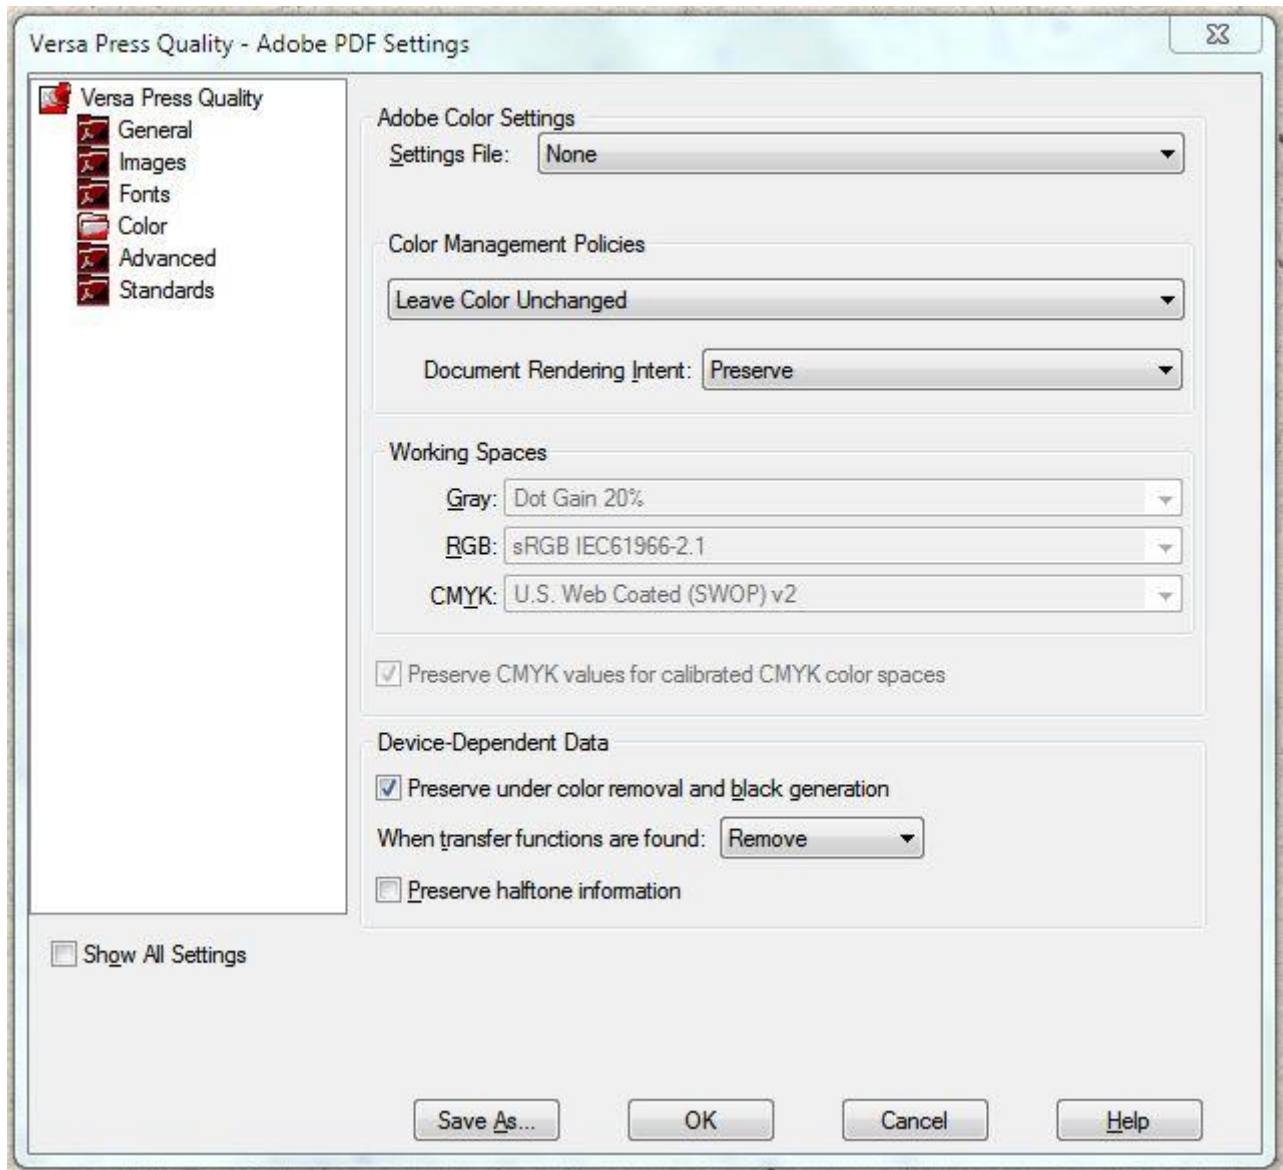 Versa Press Quality - Adobe PDF Settings
Versa Press Quality
General
Images
Fonts
Color
Advanced
Standards
Show All Settings
Adobe Color Settings
Settings File: None
Color Management Policies
Leave Color Unchanged
Document Rendering Intent: Preserve
Working Spaces
Gray: Dot Gain 20%
RGB: sRGB IEC61966-2.1
CMYK: U.S. Web Coated (SWOP) v2
Preserve CMYK values for calibrated CMYK color spaces
Device-Dependent Data
Preserve under color removal and black generation
When transfer functions are found: Remove
Preserve halftone information
Save As... OK Cancel Help